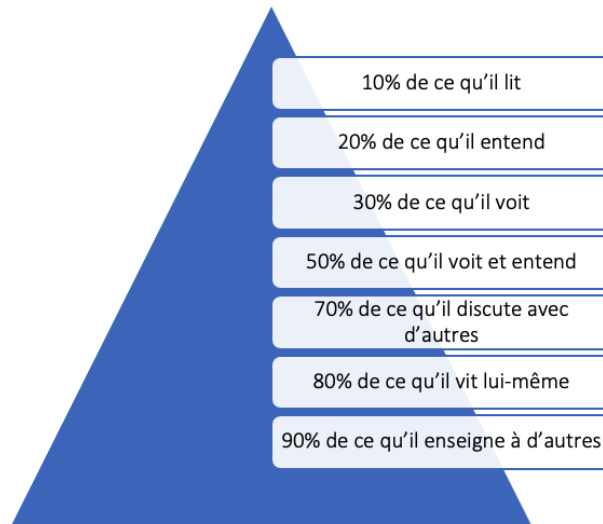 10% de ce qu’il lit
20% de ce qu’il entend
30% de ce qu’il voit
50% de ce qu’il voit et entend
70% de ce qu’il discute avec
d’autres
80% de ce qu’il vit lui-même
90% de ce qu’il enseigne à d’autres